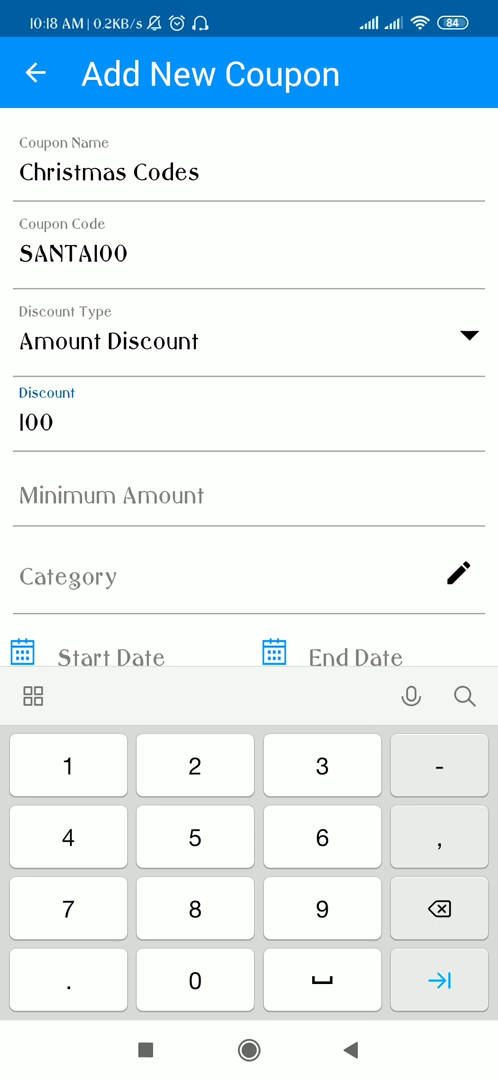 10:18 AM | 0.2KB/s 84
Add New Coupon
Coupon Name
Christmas Codes
Coupon Code
SANTA100
Discount Type
Amount Discount
Discount
100
Minimum Amount
Category
Start Date End Date
1 2 3 -
4 5 6 ,
7 8 9
. 0